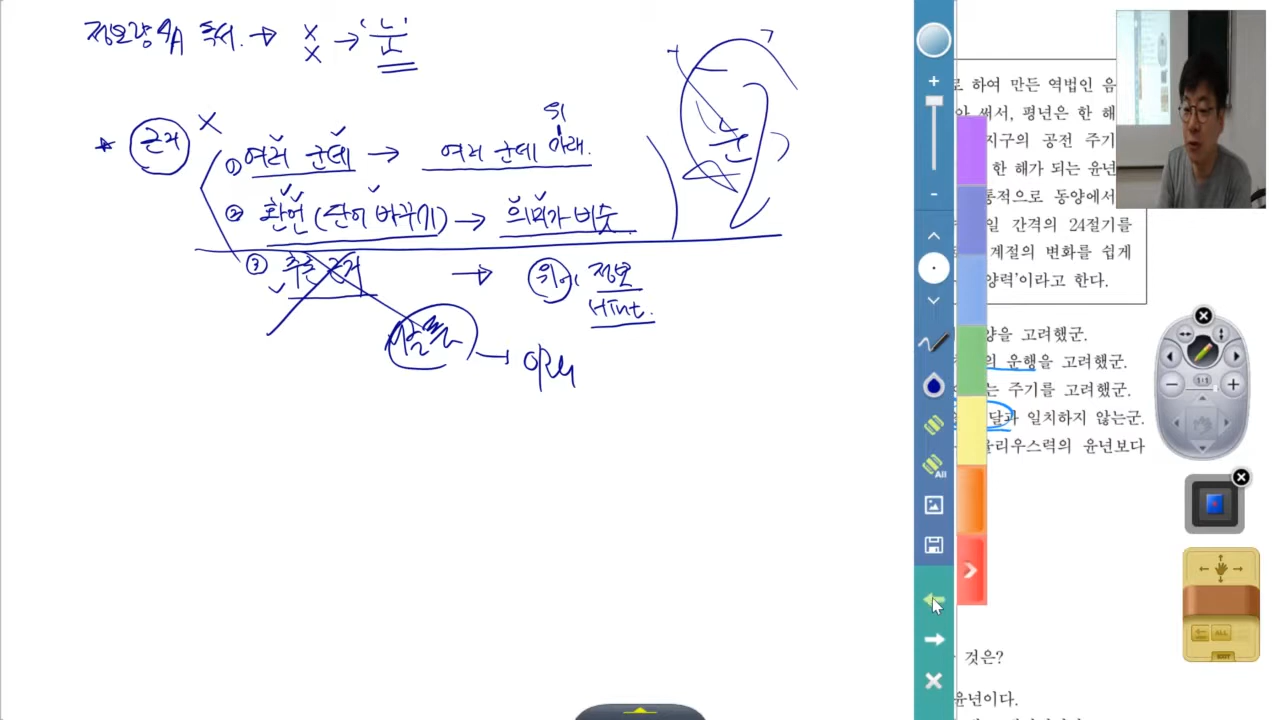 정보량 독서. → X X → '눈'
* 근거 X
① 여러 군데 → 여러 군데 아래.
위
눈
② 환언 (단어 바꾸기) → 의미가 비슷
③ 추론 근거 → 위에 정보
Hint.
로 하여 만든 역법인 음
아 써서, 평년은 한 해
지구의 공전 주기
한 해가 되는 윤년
통적으로 동양에서
일 간격의 24절기를
계절의 변화를 쉽게
양력'이라고 한다.
양을 고려했군.
의 운행을 고려했군.
는 주기를 고려했군.
달과 일치하지 않는군.
율리우스력의 윤년보다
것은?
윤년이다.
+
-
All
1:1
ALL
EXIT